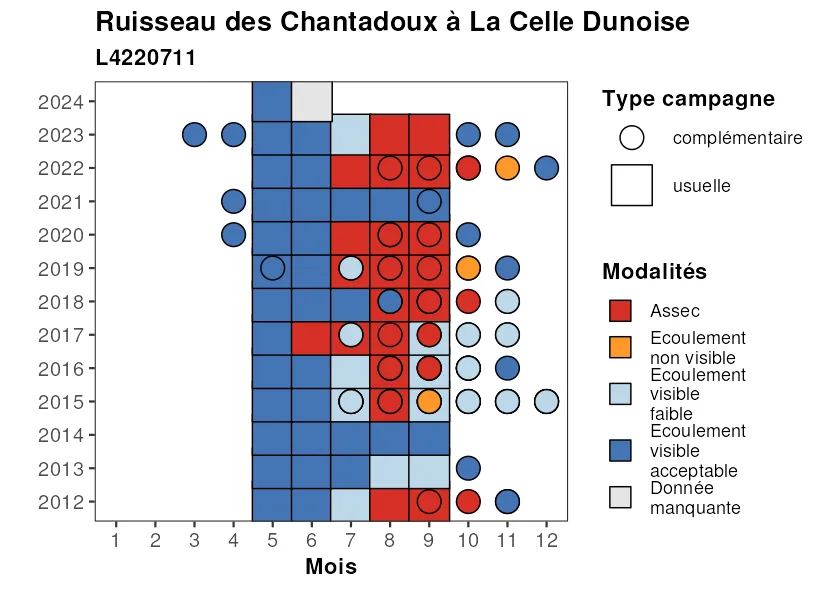 Ruisseau des Chantadoux à La Celle Dunoise
L4220711
2024
2023
2022
2021
2020
2019
2018
2017
2016
2015
2014
2013
2012
1 2 3 4 5 6 7 8 9 10 11 12
Mois
Type campagne
complémentaire
usuelle
Modalités
Assec
Ecoulement
non visible
Ecoulement
visible
faible
Ecoulement
visible
acceptable
Donnée
manquante